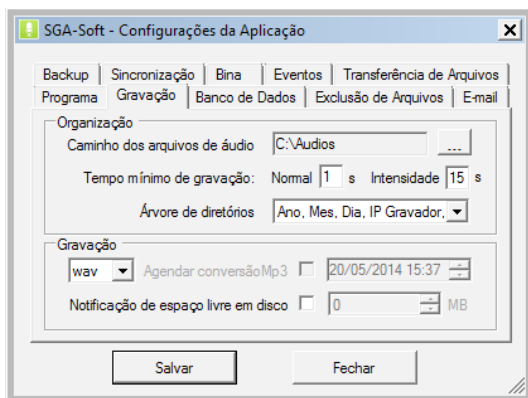 SGA-Soft - Configurações da Aplicação
Backup Sincronização Bina Eventos Transferência de Arquivos
Programa Gravação Banco de Dados Exclusão de Arquivos E-mail
Organização
Caminho dos arquivos de áudio C:\Audios ...
Tempo mínimo de gravação: Normal 1 s Intensidade 15 s
Árvore de diretórios Ano, Mes, Dia, IP Gravador,
Gravação
wav Agendar conversãoMp3 20/05/2014 15:37
Notificação de espaço livre em disco 0 MB
Salvar Fechar